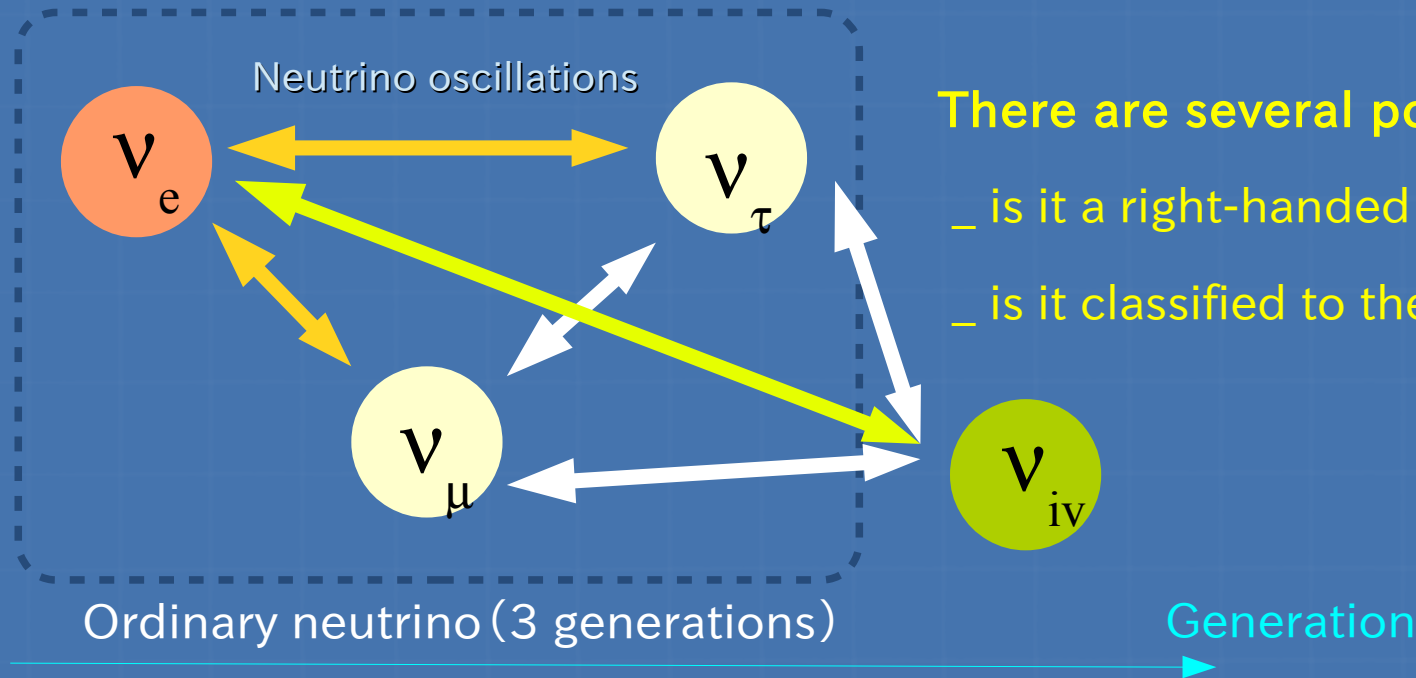 Neutrino oscillations
νe
ντ
νμ
νiv
There are several po
_ is it a right-handed
_ is it classified to the
Ordinary neutrino (3 generations)
Generation